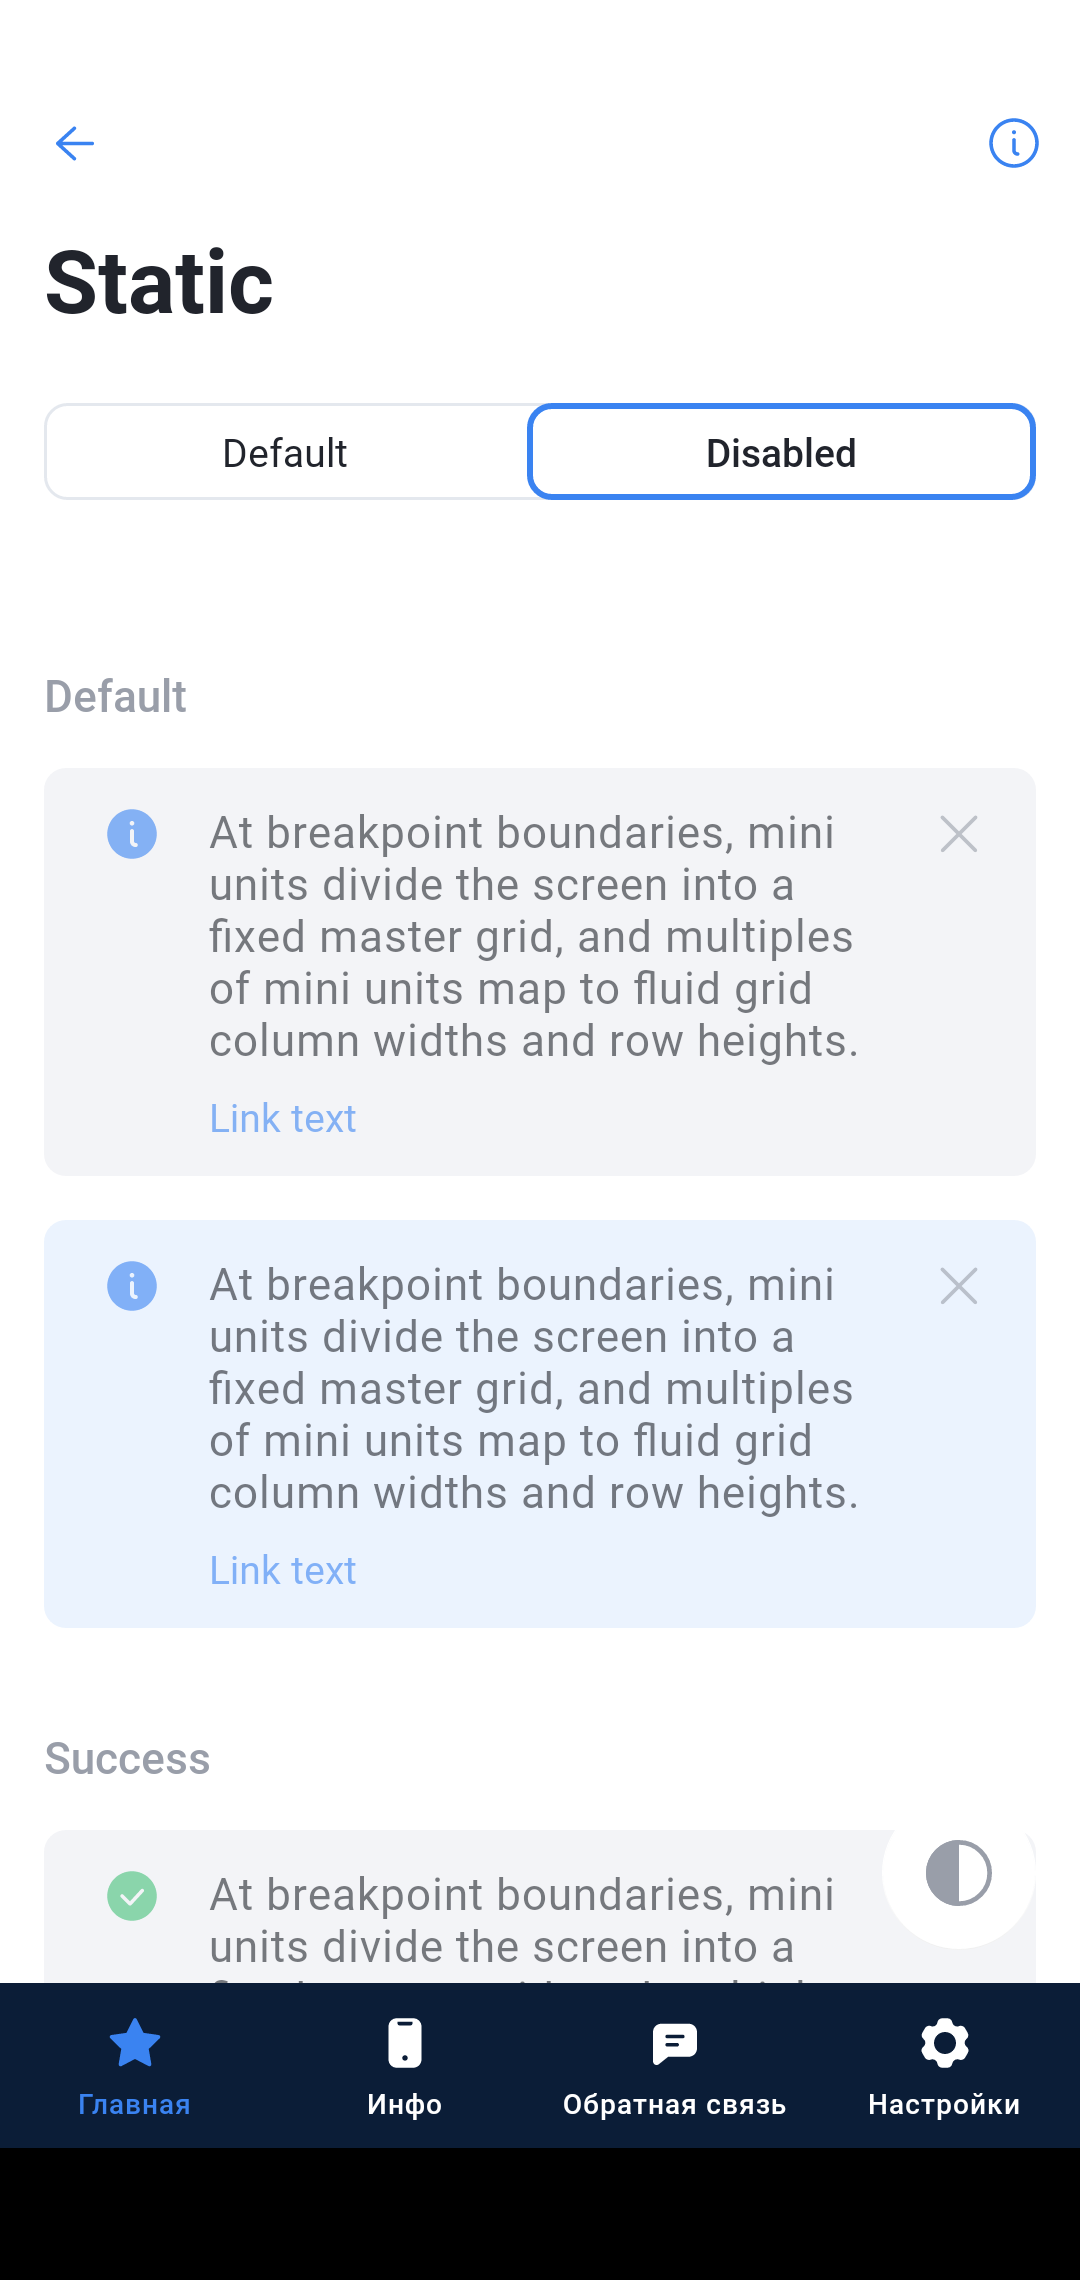 Static
Default
Disabled
Default
At breakpoint boundaries, mini
units divide the screen into a
fixed master grid, and multiples
of mini units map to fluid grid
column widths and row heights.
Link text
At breakpoint boundaries, mini
units divide the screen into a
fixed master grid, and multiples
of mini units map to fluid grid
column widths and row heights.
Link text
Success
At breakpoint boundaries, mini
units divide the screen into a
Главная
Инфо
Обратная связь
Настройки